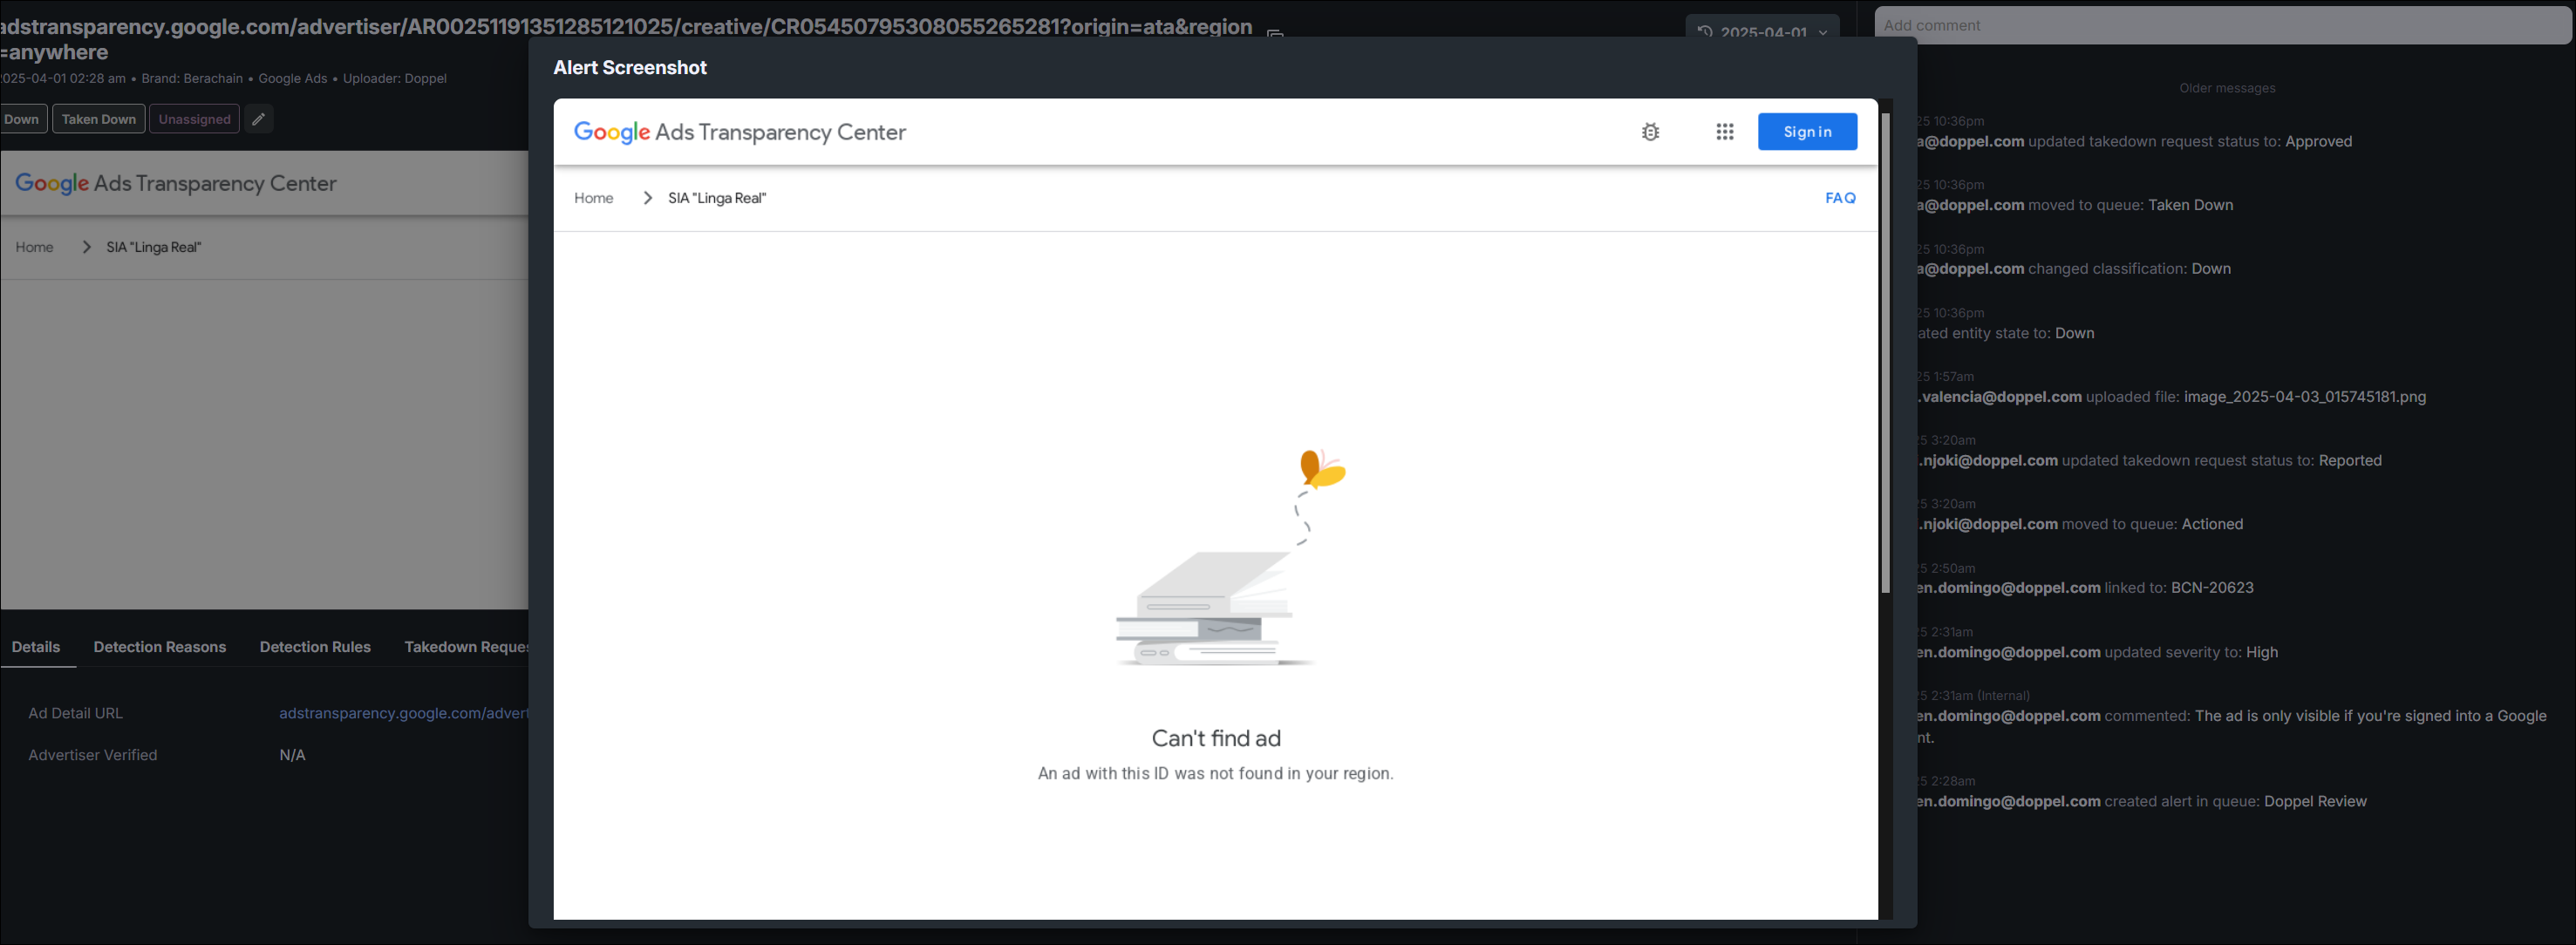 adstransparency.google.com/advertiser/AR00251191351285121025/creative/CR05450795308055265281?origin=ata&region
=anywhere
2025-04-01 02:28 am • Brand: Berachain • Google Ads • Uploader: Doppel
Down
Taken Down
Unassigned
2025-04-01
Google Ads Transparency Center
Home
SIA "Linga Real"
Details
Detection Reasons
Detection Rules
Takedown Reques
Ad Detail URL
adstransparency.google.com/advert
Advertiser Verified
N/A
Alert Screenshot
Google Ads Transparency Center
Sign in
Home
SIA "Linga Real"
FAQ
Can't find ad
An ad with this ID was not found in your region.
Add comment
Older messages
25 10:36pm
a@doppel.com updated takedown request status to: Approved
25 10:36pm
a@doppel.com moved to queue: Taken Down
25 10:36pm
a@doppel.com changed classification: Down
25 10:36pm
ated entity state to: Down
25 1:57am
.valencia@doppel.com uploaded file: image_2025-04-03_015745181.png
25 3:20am
.njoki@doppel.com updated takedown request status to: Reported
25 3:20am
.njoki@doppel.com moved to queue: Actioned
25 2:50am
en.domingo@doppel.com linked to: BCN-20623
25 2:31am
en.domingo@doppel.com updated severity to: High
25 2:31am (Internal)
en.domingo@doppel.com commented: The ad is only visible if you're signed into a Google
nt.
25 2:28am
en.domingo@doppel.com created alert in queue: Doppel Review